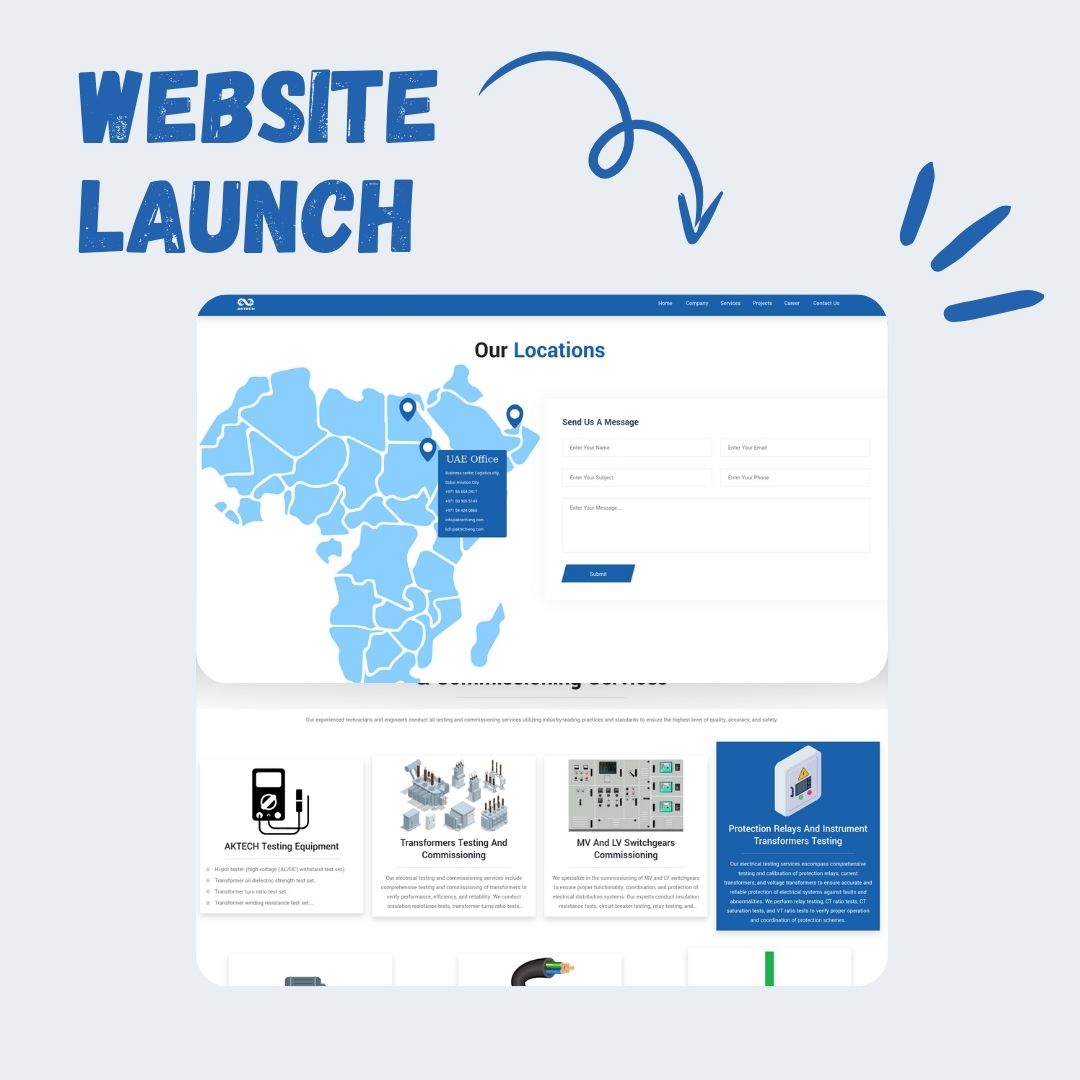 WEBSITE
LAUNCH
AKTECH
Home Company Services Projects Career Contact Us
Our Locations
UAE Office
Business center, Logistics city,
Dubai Aviation City
info@aktech-eng.com
Send Us A Message
Enter Your Name Enter Your Email
Enter Your Subject Enter Your Phone
Enter Your Message...
Submit
& Commissioning Services
Our experienced technicians and engineers conduct all testing and commissioning services utilizing industry-leading practices and standards to ensure the highest level of quality, accuracy, and safety.
AKTECH Testing Equipment
Hi-pot tester (high voltage (AC/DC) withstand test set).
Transformer oil dielectric strength test set.
Transformer turn ratio test set.
Transformer winding resistance test set...
Transformers Testing And
Commissioning
Our electrical testing and commissioning services include
comprehensive testing and commissioning of transformers to
verify performance, efficiency, and reliability. We conduct
insulation resistance tests, transformer turns ratio tests,...
MV And LV Switchgears
Commissioning
We specialize in the commissioning of MV and LV switchgears
to ensure proper functionality, coordination, and protection of
electrical distribution systems. Our experts conduct insulation
resistance tests, circuit breaker testing, relay testing, and...
Protection Relays And Instrument
Transformers Testing
Our electrical testing services encompass comprehensive
testing and calibration of protection relays, current
transformers, and voltage transformers to ensure accurate and
reliable protection of electrical systems against faults and
abnormalities. We perform relay testing, CT ratio tests, CT
saturation tests, and VT ratio tests to verify proper operation
and coordination of protection schemes.